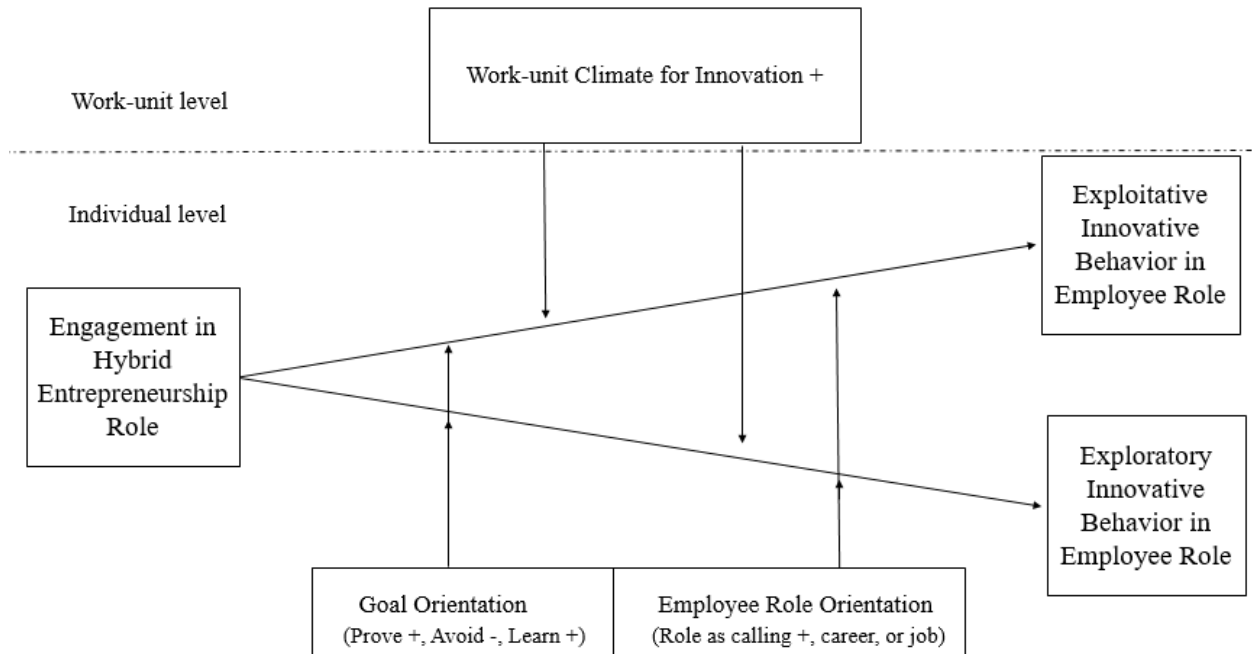 Work-unit Climate for Innovation +
Work-unit level
Individual level
Exploitative
Innovative
Behavior in
Employee Role
Engagement in
Hybrid
Entrepreneurship
Role
Exploratory
Innovative
Behavior in
Employee Role
Goal Orientation
(Prove +, Avoid -, Learn +)
Employee Role Orientation
(Role as calling +, career, or job)